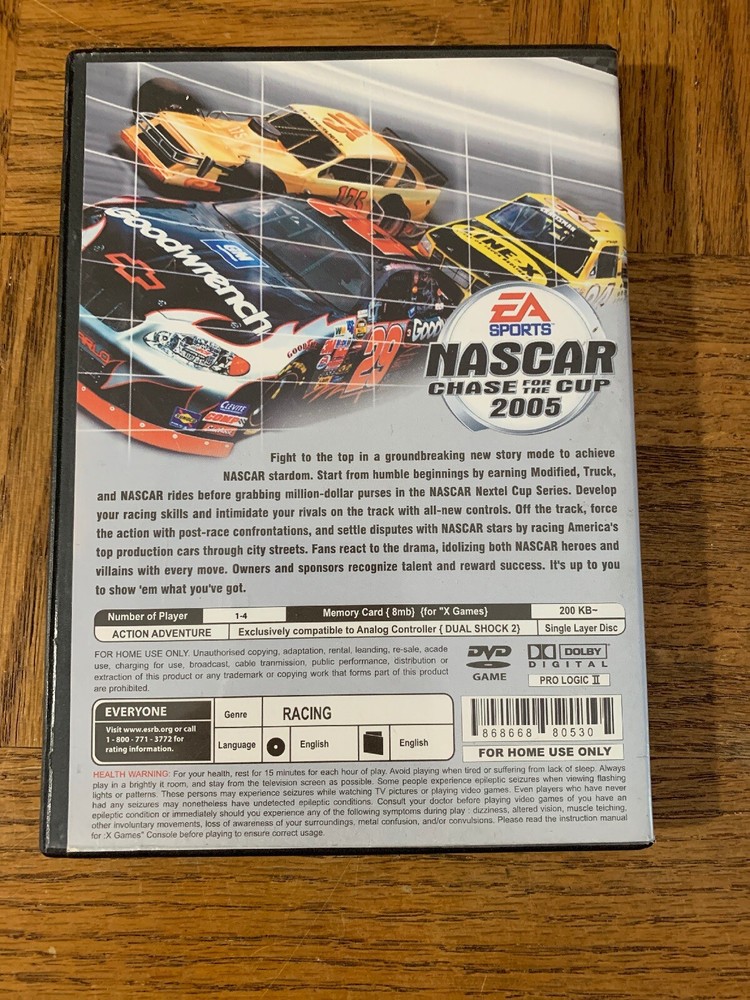 GOODWRENCH
GM
29
GOODW
CLEVITE
COMP
KINE-X
EA
SPORTS™
NASCAR
CHASE FOR THE CUP
2005
Fight to the top in a groundbreaking new story mode to achieve
NASCAR stardom. Start from humble beginnings by earning Modified, Truck,
and NASCAR rides before grabbing million-dollar purses in the NASCAR Nextel Cup Series. Develop
your racing skills and intimidate your rivals on the track with all-new controls. Off the track, force
the action with post-race confrontations, and settle disputes with NASCAR stars by racing America's
top production cars through city streets. Fans react to the drama, idolizing both NASCAR heroes and
villains with every move. Owners and sponsors recognize talent and reward success. It's up to you
to show 'em what you've got.
Number of Player 1-4 Memory Card { 8mb} {for "X Games} 200 KB~
ACTION ADVENTURE Exclusively compatible to Analog Controller { DUAL SHOCK 2} Single Layer Disc
FOR HOME USE ONLY. Unauthorised copying, adaptation, rental, leanding, re-sale, acade
use, charging for use, broadcast, cable tranmission, public performance, distribution or
extraction of this product or any trademark or copying work that forms part of this product
are prohibited.
DVD
GAME
DOLBY
DIGITAL
PRO LOGIC II
EVERYONE
Visit www.esrb.org or call
1 - 800 - 771 - 3772 for
rating information.
Genre RACING
Language English English
868668 80530
FOR HOME USE ONLY
HEALTH WARNING: For your health, rest for 15 minutes for each hour of play. Avoid playing when tired or suffering from lack of sleep. Always
play in a brightly it room, and stay from the television screen as possible. Some people experience epileptic seizures when viewing flashing
lights or patterns. These persons may experience seizures while watching TV pictures or playing video games. Even players who have never
had any seizures may nonetheless have undetected epileptic conditions. Consult your doctor before playing video games of you have an
epileptic condition or immediately should you experience any of the following symptoms during play : dizziness, altered vision, muscle teiching,
other involuntary movements, loss of awareness of your surroundings, metal confusion, and/or convulsions. Please read the instruction manual
for ;X Games" Console before playing to ensure correct usage.